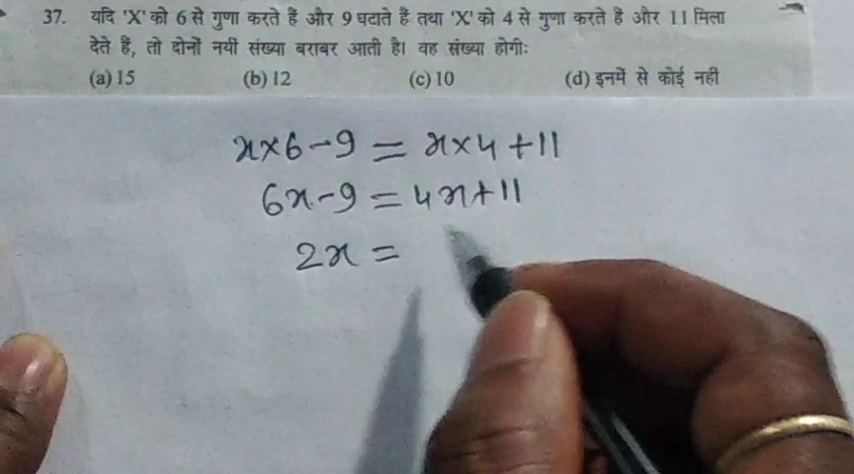 37. यदि 'X' को 6 से गुणा करते हैं और 9 घटाते हैं तथा 'X' को 4 से गुणा करते हैं और 11 मिला
देते हैं, तो दोनों नयीं संख्या बराबर आती है। वह संख्या होगीः
(a) 15 (b) 12 (c) 10 (d) इनमें से कोई नही
x×6-9 = x×4+11
6x-9 = 4x+11
2x =